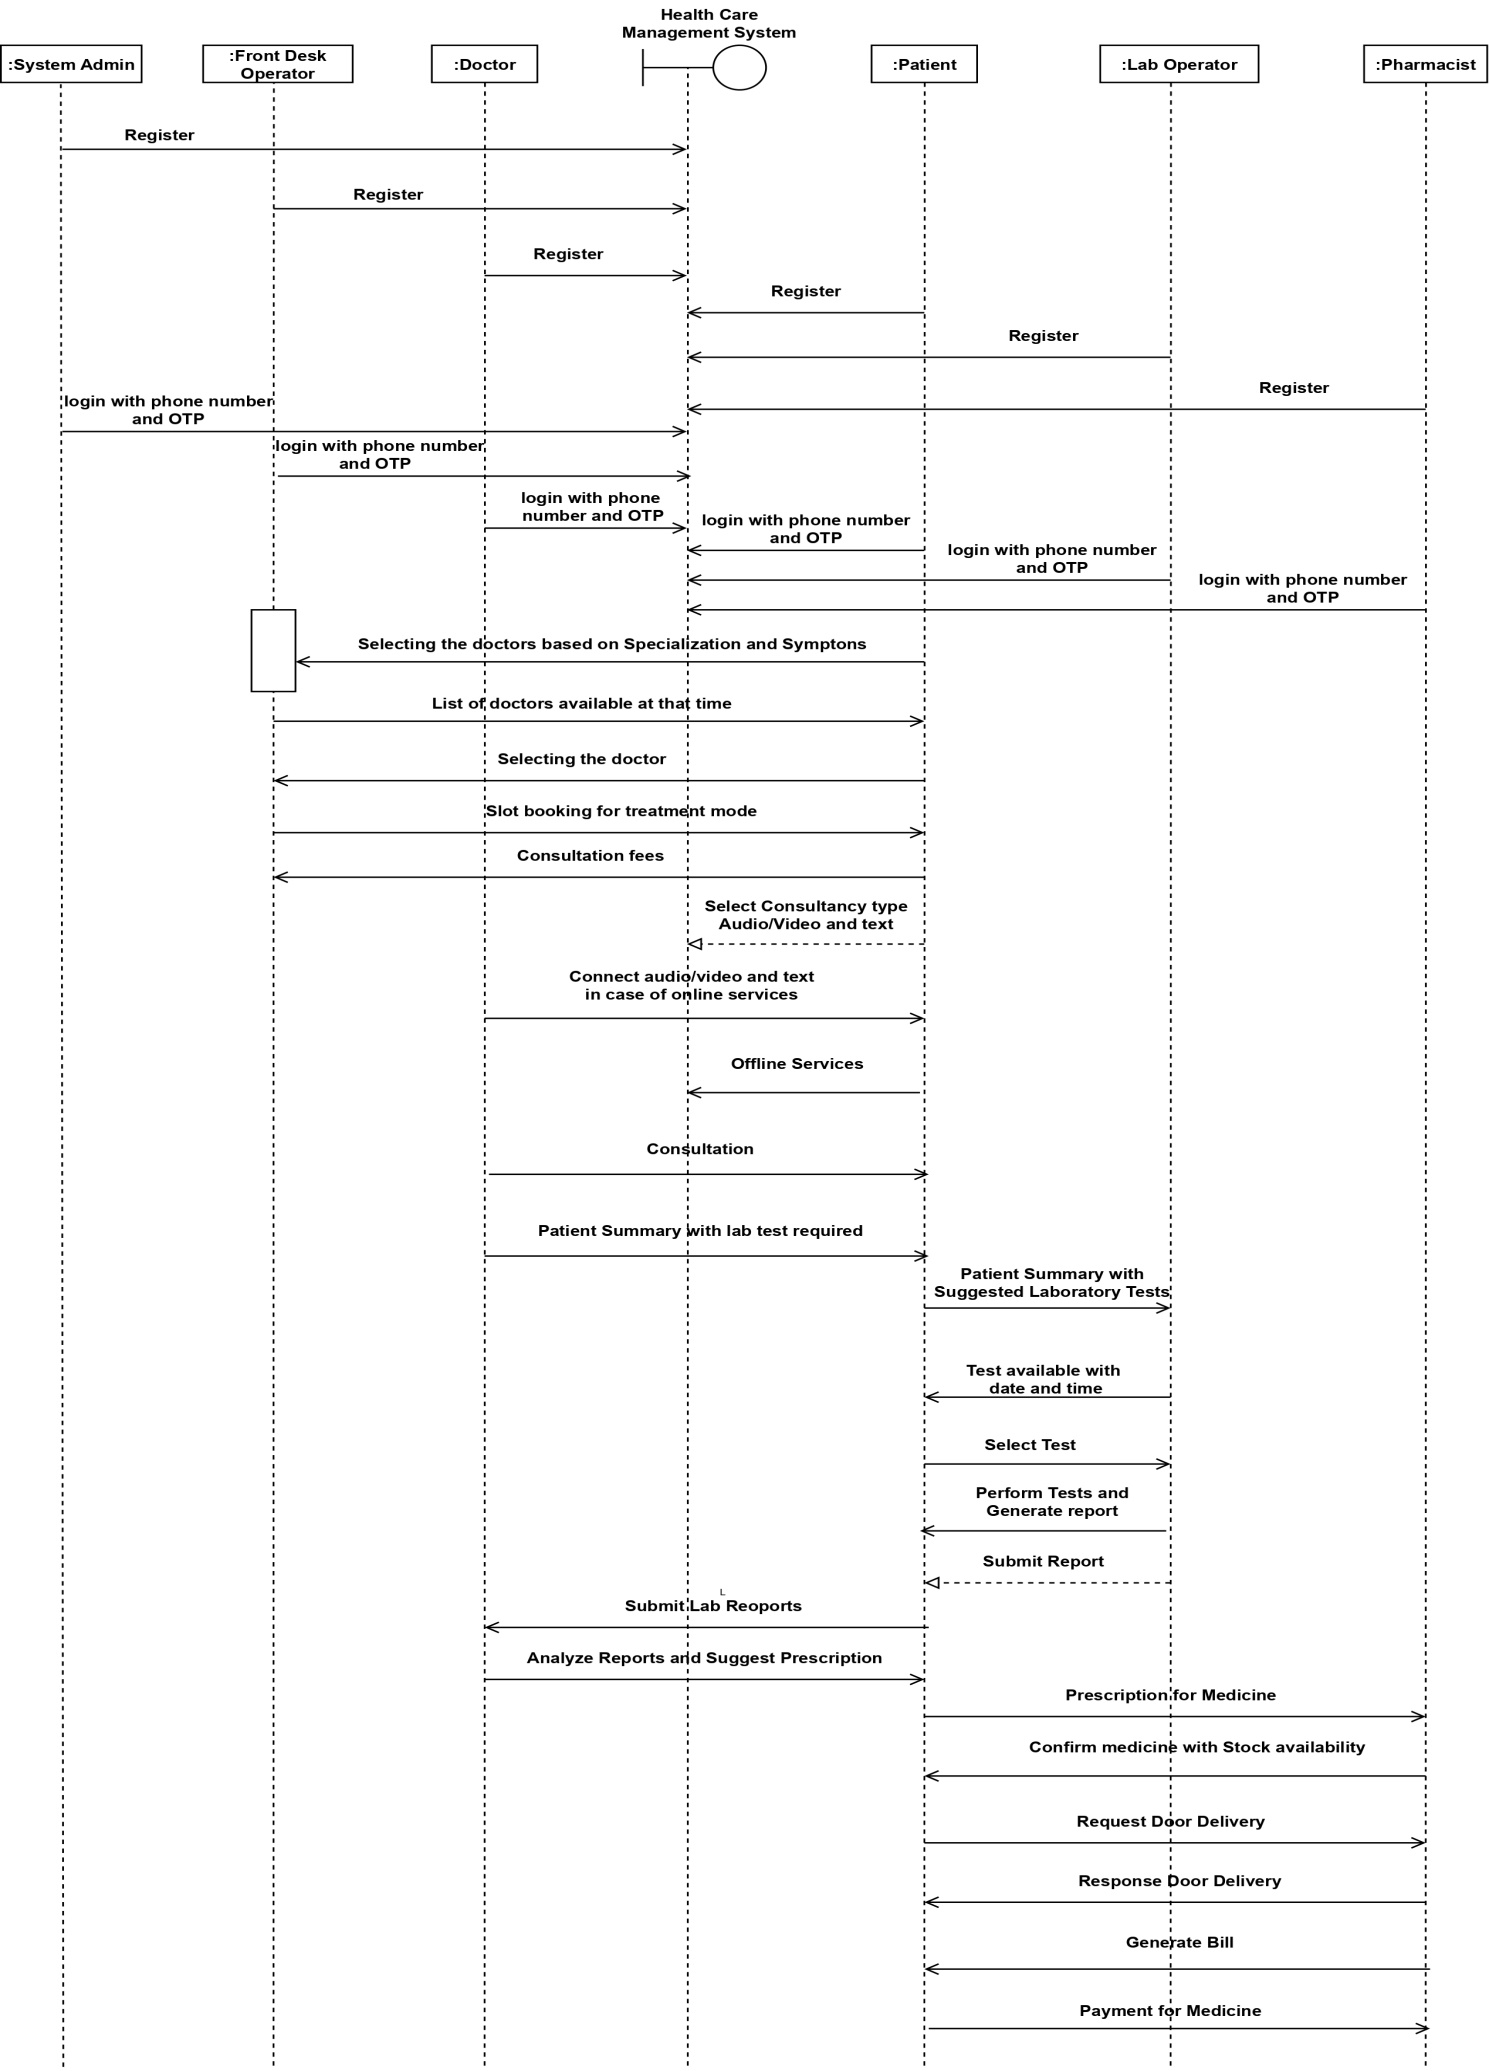 Health Care
Management System
:System Admin
:Front Desk
Operator
:Doctor
:Patient
:Lab Operator
:Pharmacist
Register
Register
Register
Register
Register
Register
login with phone number
and OTP
login with phone number
and OTP
login with phone
number and OTP
login with phone number
and OTP
login with phone number
and OTP
login with phone number
and OTP
Selecting the doctors based on Specialization and Symptons
List of doctors available at that time
Selecting the doctor
Slot booking for treatment mode
Consultation fees
Select Consultancy type
Audio/Video and text
Connect audio/video and text
in case of online services
Offline Services
Consultation
Patient Summary with lab test required
Patient Summary with
Suggested Laboratory Tests
Test available with
date and time
Select Test
Perform Tests and
Generate report
Submit Report
L
Submit Lab Reoports
Analyze Reports and Suggest Prescription
Prescription for Medicine
Confirm medicine with Stock availability
Request Door Delivery
Response Door Delivery
Generate Bill
Payment for Medicine